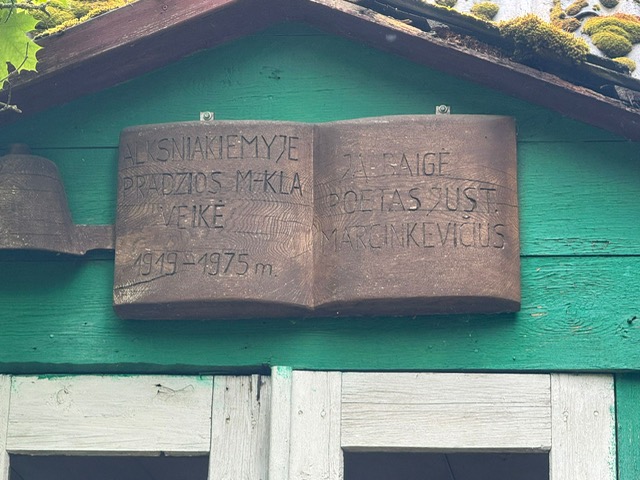 ALKSNIAKIEMYJE
PRADŽIOS M-KLA
VEIKĖ
1919-1975 m.
JĄ BAIGĖ
POETAS JUST.
MARCINKEVIČIUS